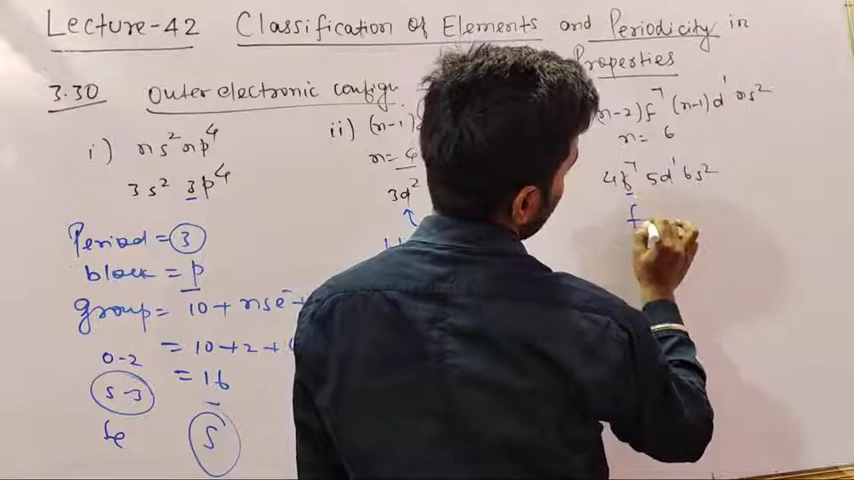 Lecture-42 Classification of Elements and Periodicity in
Properties
3.30 Outer electronic config
i) ns² np⁴
3s² 3p⁴
Period = 3
block = p
group = 10 + ns e⁻ +
= 10 + 2 +
= 16
O-2
S-3
Se
S
ii) (n-1)
n = 4
3d²
(n-2)f⁷ (n-1)d¹ ns²
n = 6
4f⁷ 5d¹ 6s²
f